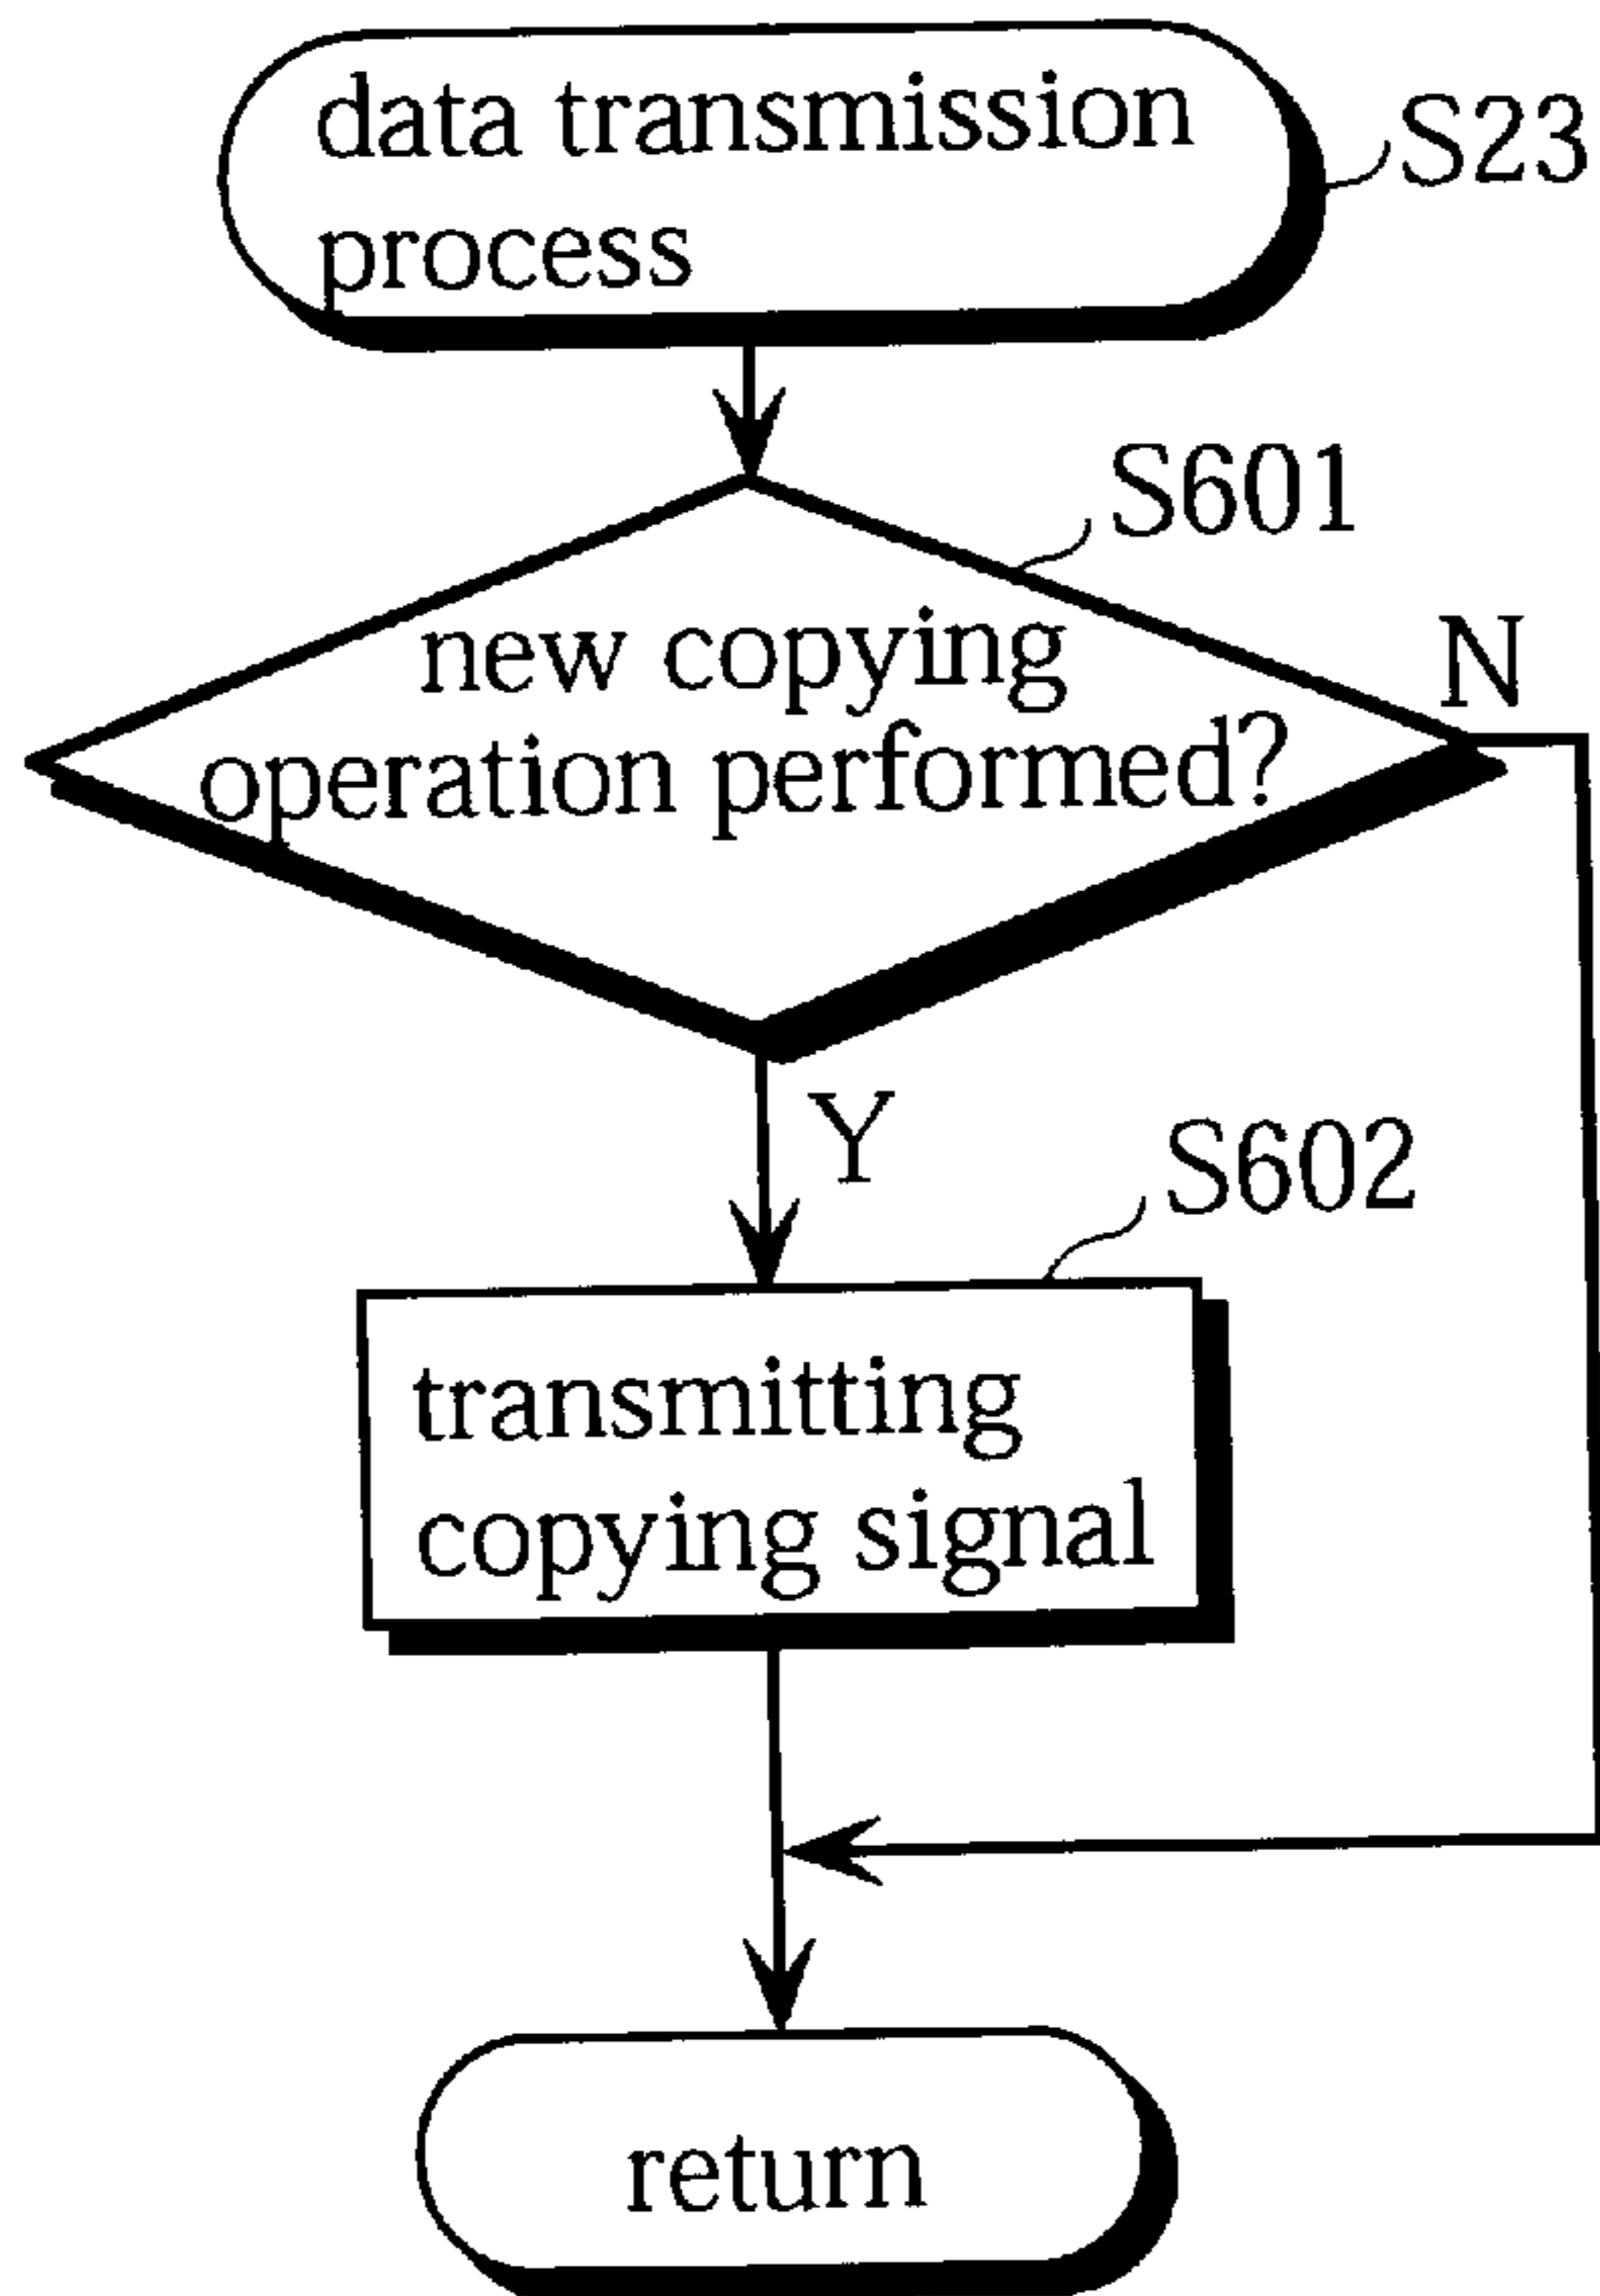 data transmission
process
S23
S601
new copying
operation performed?
N
Y
S602
transmitting
copying signal
return